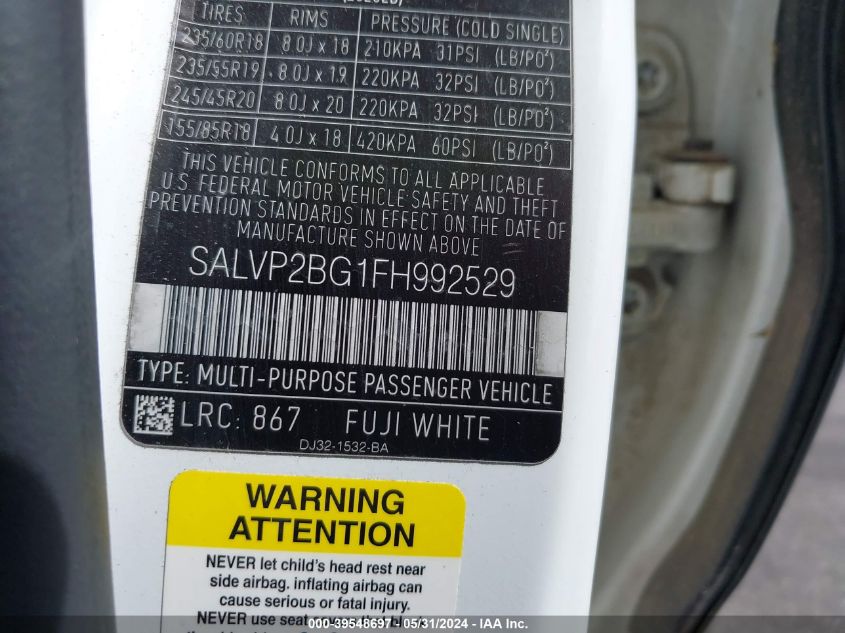 TIRES RIMS PRESSURE (COLD SINGLE)
235/60R18 8.0J x 18 210KPA 31PSI (LB/PO²)
235/55R19 8.0J x 19 220KPA 32PSI (LB/PO²)
245/45R20 8.0J x 20 220KPA 32PSI (LB/PO²)
155/85R18 4.0J x 18 420KPA 60PSI (LB/PO²)
THIS VEHICLE CONFORMS TO ALL APPLICABLE
U.S. FEDERAL MOTOR VEHICLE SAFETY AND THEFT
PREVENTION STANDARDS IN EFFECT ON THE DATE OF
MANUFACTURE SHOWN ABOVE
SALVP2BG1FH992529
TYPE: MULTI-PURPOSE PASSENGER VEHICLE
LRC: 867 FUJI WHITE
DJ32-1532-BA
WARNING
ATTENTION
NEVER let child's head rest near
side airbag. inflating airbag can
cause serious or fatal injury.
NEVER use seat
IAA 39548697 05/31/2024 - Som